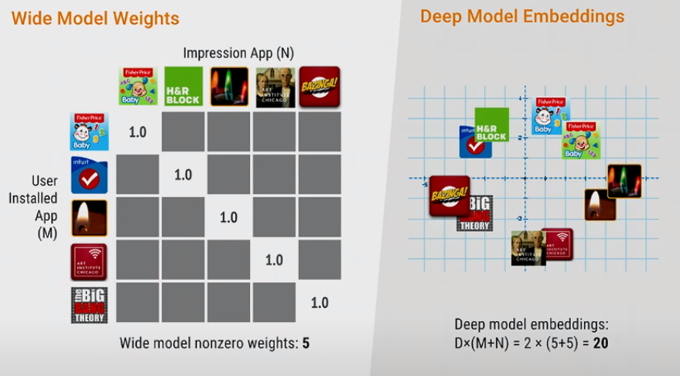 Wide Model Weights
Impression App (N)
Fisher-Price
Baby
H&R
BLOCK
ART
INSTITUTE
CHICAGO
BAZINGA!
User
Installed
App
(M)
Fisher-Price
Baby
1.0
intuit
1.0
1.0
ART
INSTITUTE
CHICAGO
1.0
the BIG
BANG
THEORY
1.0
Wide model nonzero weights: 5
Deep Model Embeddings
Fisher-Price
Baby
Fisher-Price
Baby
intuit
H&R
BLOCK
2
-5
BAZINGA!
BIG
BANG
THEORY
-2
ART
INSTITUTE
CHICAGO
Deep model embeddings:
D×(M+N) = 2 × (5+5) = 20